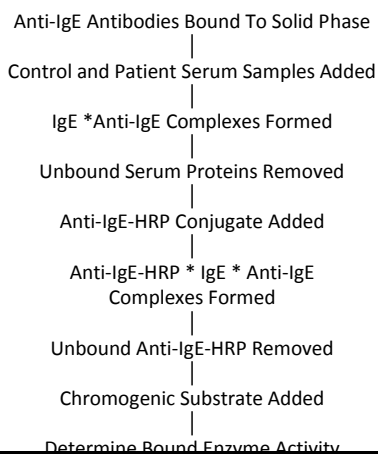 Anti-IgE Antibodies Bound To Solid Phase
Control and Patient Serum Samples Added
IgE *Anti-IgE Complexes Formed
Unbound Serum Proteins Removed
Anti-IgE-HRP Conjugate Added
Anti-IgE-HRP * IgE * Anti-IgE
Complexes Formed
Unbound Anti-IgE-HRP Removed
Chromogenic Substrate Added
Determine Bound Enzyme Activity